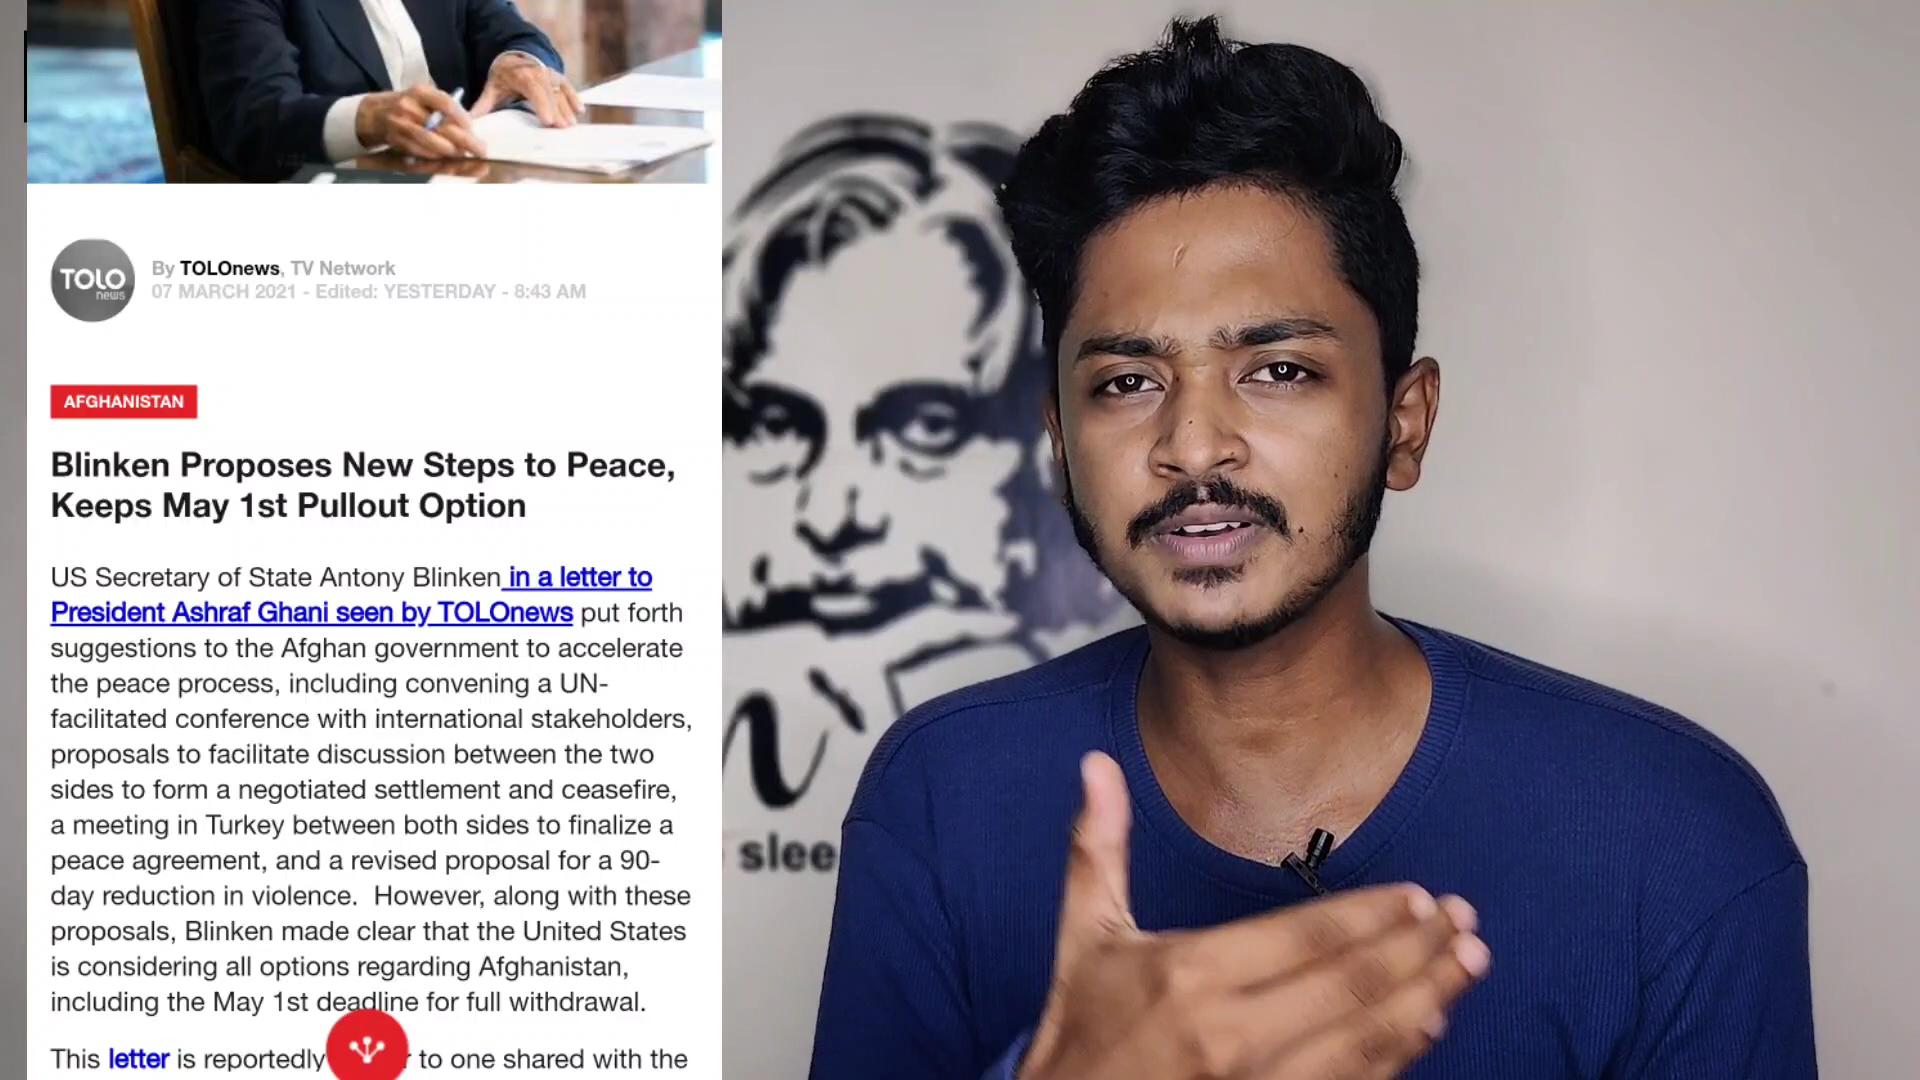 TOLO
news
By TOLOnews, TV Network
07 MARCH 2021 - Edited: YESTERDAY - 8:43 AM
AFGHANISTAN
Blinken Proposes New Steps to Peace,
Keeps May 1st Pullout Option
US Secretary of State Antony Blinken in a letter to
President Ashraf Ghani seen by TOLOnews put forth
suggestions to the Afghan government to accelerate
the peace process, including convening a UN-
facilitated conference with international stakeholders,
proposals to facilitate discussion between the two
sides to form a negotiated settlement and ceasefire,
a meeting in Turkey between both sides to finalize a
peace agreement, and a revised proposal for a 90-
day reduction in violence. However, along with these
proposals, Blinken made clear that the United States
is considering all options regarding Afghanistan,
including the May 1st deadline for full withdrawal.
This letter is reportedly to one shared with the
slee